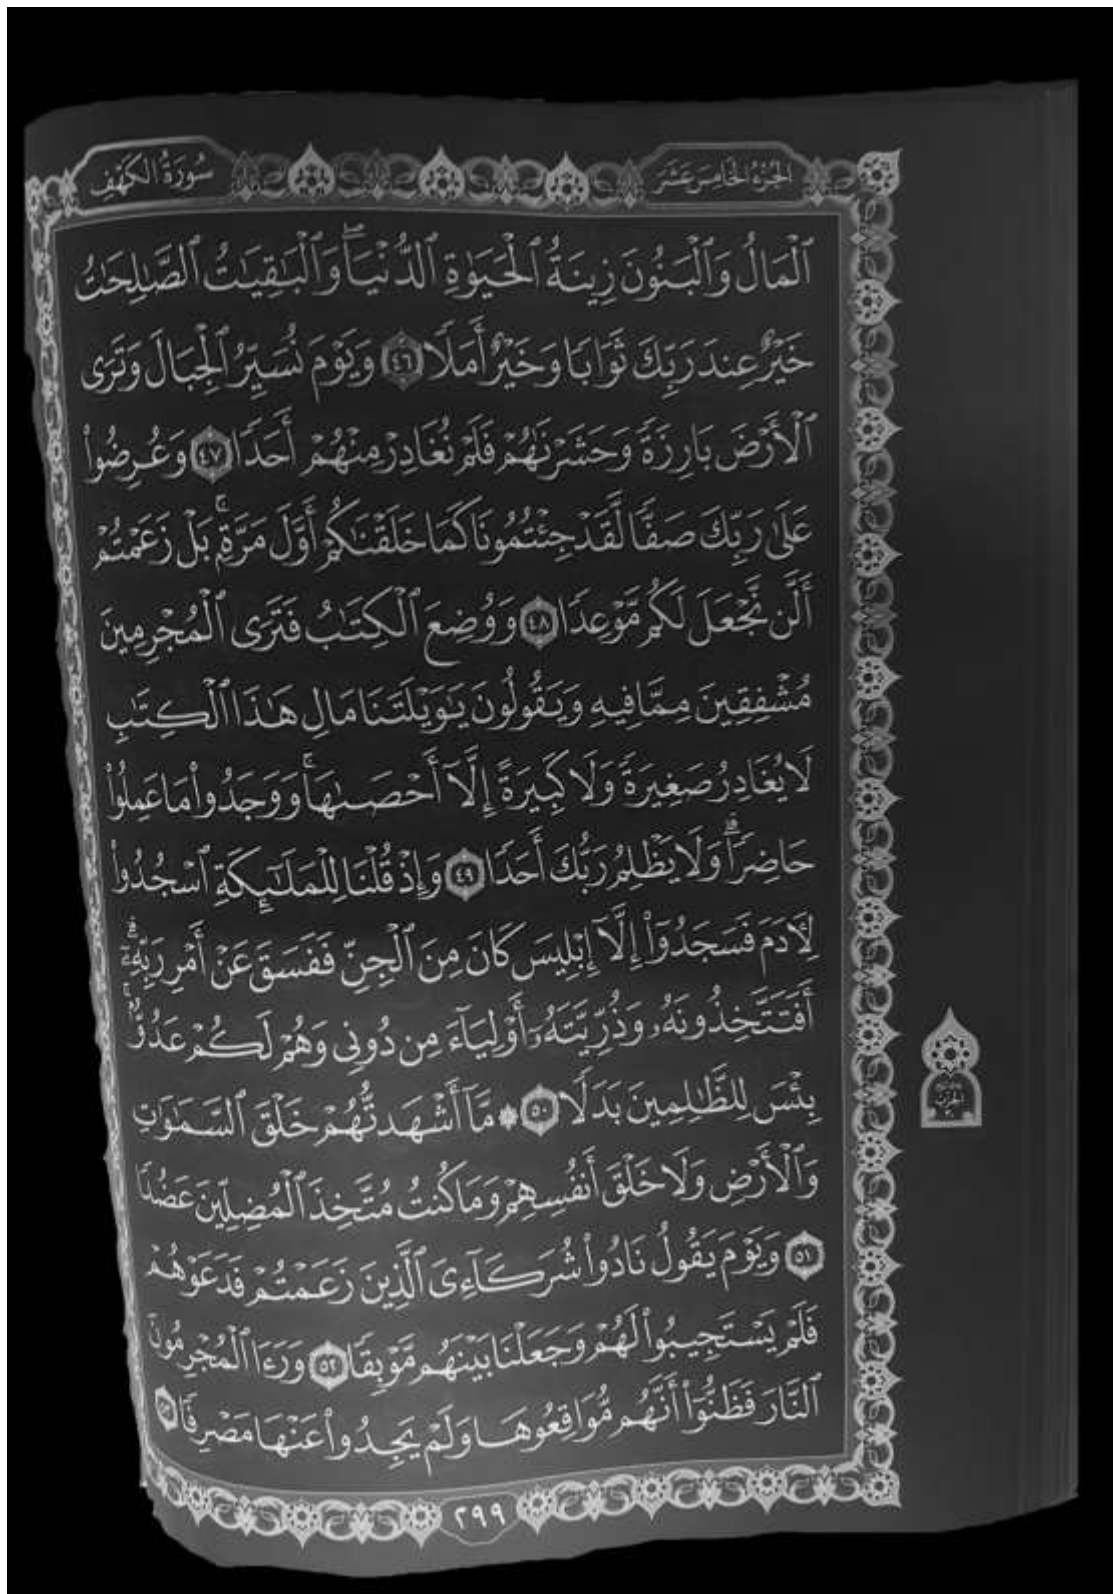 الجزء الخامس عشر
سورة الكهف
ٱلْمَالُ وَٱلْبَنُونَ زِينَةُ ٱلْحَيَوٰةِ ٱلدُّنْيَاۖ وَٱلْبَـٰقِيَـٰتُ ٱلصَّـٰلِحَـٰتُ
خَيْرٌ عِندَ رَبِّكَ ثَوَابًا وَخَيْرٌ أَمَلًا ٤٦ وَيَوْمَ نُسَيِّرُ ٱلْجِبَالَ وَتَرَى
ٱلْأَرْضَ بَارِزَةً وَحَشَرْنَـٰهُمْ فَلَمْ نُغَادِرْ مِنْهُمْ أَحَدًا ٤٧ وَعُرِضُوا۟
عَلَىٰ رَبِّكَ صَفًّا لَّقَدْ جِئْتُمُونَا كَمَا خَلَقْنَـٰكُمْ أَوَّلَ مَرَّةٍۭۚ بَلْ زَعَمْتُمْ
أَلَّن نَّجْعَلَ لَكُم مَّوْعِدًا ٤٨ وَوُضِعَ ٱلْكِتَـٰبُ فَتَرَى ٱلْمُجْرِمِينَ
مُشْفِقِينَ مِمَّا فِيهِ وَيَقُولُونَ يَـٰوَيْلَتَنَا مَالِ هَـٰذَا ٱلْكِتَـٰبِ
لَا يُغَادِرُ صَغِيرَةً وَلَا كَبِيرَةً إِلَّآ أَحْصَىٰهَاۚ وَوَجَدُوا۟ مَا عَمِلُوا۟
حَاضِرًاۗ وَلَا يَظْلِمُ رَبُّكَ أَحَدًا ٤٩ وَإِذْ قُلْنَا لِلْمَلَـٰٓئِكَةِ ٱسْجُدُوا۟
لِـَٔادَمَ فَسَجَدُوٓا۟ إِلَّآ إِبْلِيسَ كَانَ مِنَ ٱلْجِنِّ فَفَسَقَ عَنْ أَمْرِ رَبِّهِۦٓۗ
أَفَتَتَّخِذُونَهُۥ وَذُرِّيَّتَهُۥٓ أَوْلِيَآءَ مِن دُونِى وَهُمْ لَكُمْ عَدُوٌّۢۚ
بِئْسَ لِلظَّـٰلِمِينَ بَدَلًا ٥٠ ۞ مَّآ أَشْهَدتُّهُمْ خَلْقَ ٱلسَّمَـٰوَٰتِ
وَٱلْأَرْضِ وَلَا خَلْقَ أَنفُسِهِمْ وَمَا كُنتُ مُتَّخِذَ ٱلْمُضِلِّينَ عَضُدًا
٥١ وَيَوْمَ يَقُولُ نَادُوا۟ شُرَكَآءِىَ ٱلَّذِينَ زَعَمْتُمْ فَدَعَوْهُمْ
فَلَمْ يَسْتَجِيبُوا۟ لَهُمْ وَجَعَلْنَا بَيْنَهُم مَّوْبِقًا ٥٢ وَرَءَا ٱلْمُجْرِمُونَ
ٱلنَّارَ فَظَنُّوٓا۟ أَنَّهُم مُّوَاقِعُوهَا وَلَمْ يَجِدُوا۟ عَنْهَا مَصْرِفًا ٥٣
٢٩٩